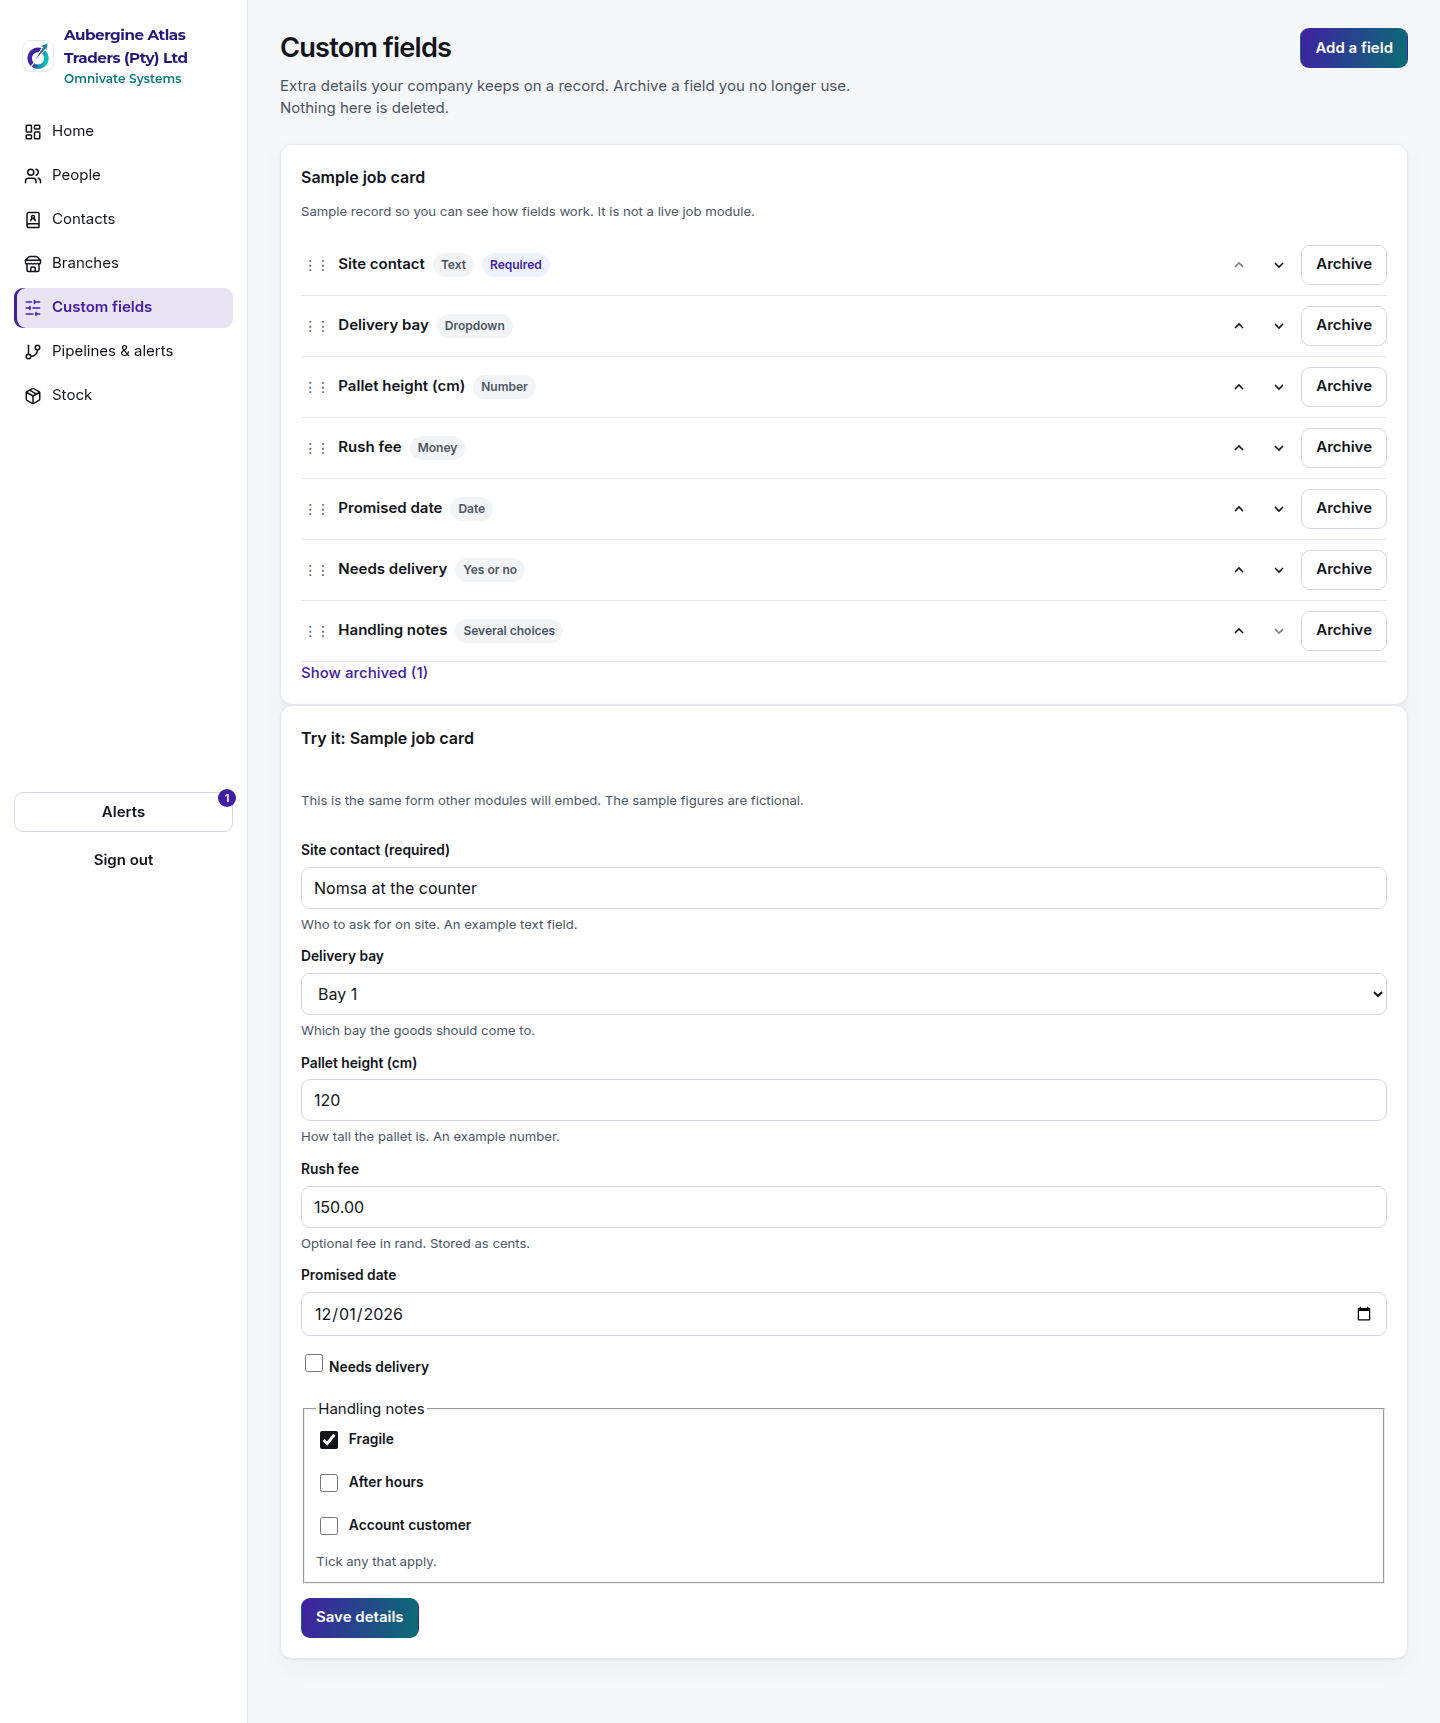 Aubergine Atlas
Traders (Pty) Ltd
Omnivate Systems
Home
People
Contacts
Branches
Custom fields
Pipelines & alerts
Stock
Alerts
1
Sign out
Custom fields
Add a field
Extra details your company keeps on a record. Archive a field you no longer use.
Nothing here is deleted.
Sample job card
Sample record so you can see how fields work. It is not a live job module.
Site contact Text Required Archive
Delivery bay Dropdown Archive
Pallet height (cm) Number Archive
Rush fee Money Archive
Promised date Date Archive
Needs delivery Yes or no Archive
Handling notes Several choices Archive
Show archived (1)
Try it: Sample job card
This is the same form other modules will embed. The sample figures are fictional.
Site contact (required)
Nomsa at the counter
Who to ask for on site. An example text field.
Delivery bay
Bay 1
Which bay the goods should come to.
Pallet height (cm)
120
How tall the pallet is. An example number.
Rush fee
150.00
Optional fee in rand. Stored as cents.
Promised date
12/01/2026
Needs delivery
Handling notes
Fragile
After hours
Account customer
Tick any that apply.
Save details